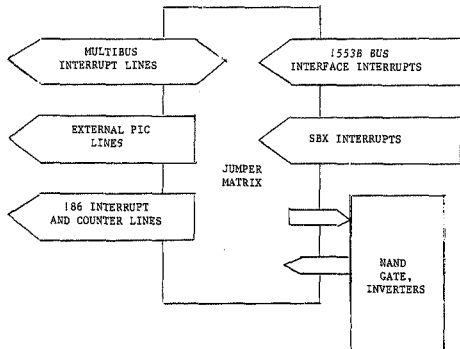 MULTIBUS
INTERRUPT LINES
1553B BUS
INTERFACE INTERRUPTS
EXTERNAL PIC
LINES
SBX INTERRUPTS
JUMPER
MATRIX
186 INTERRUPT
AND COUNTER LINES
NAND
GATE,
INVERTERS